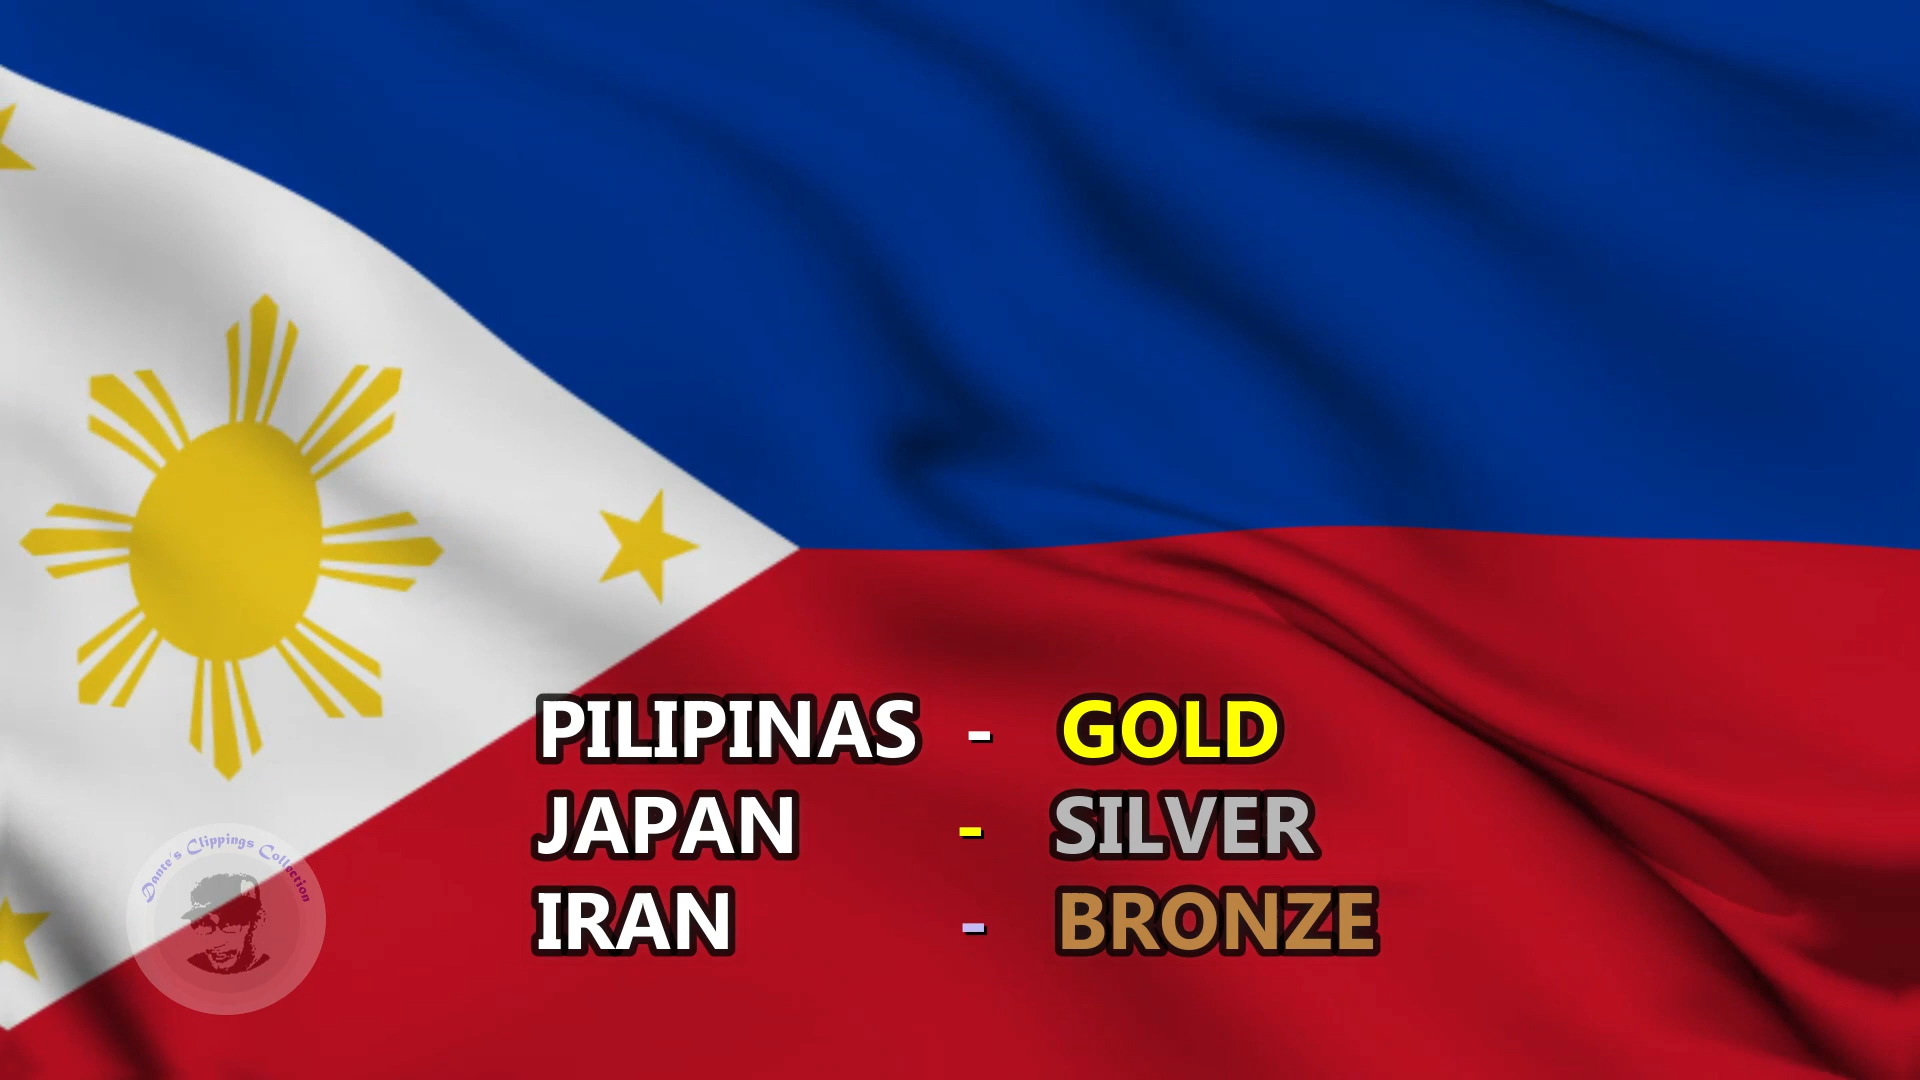 PILIPINAS - GOLD
JAPAN - SILVER
IRAN - BRONZE
Dante's Clippings Collection